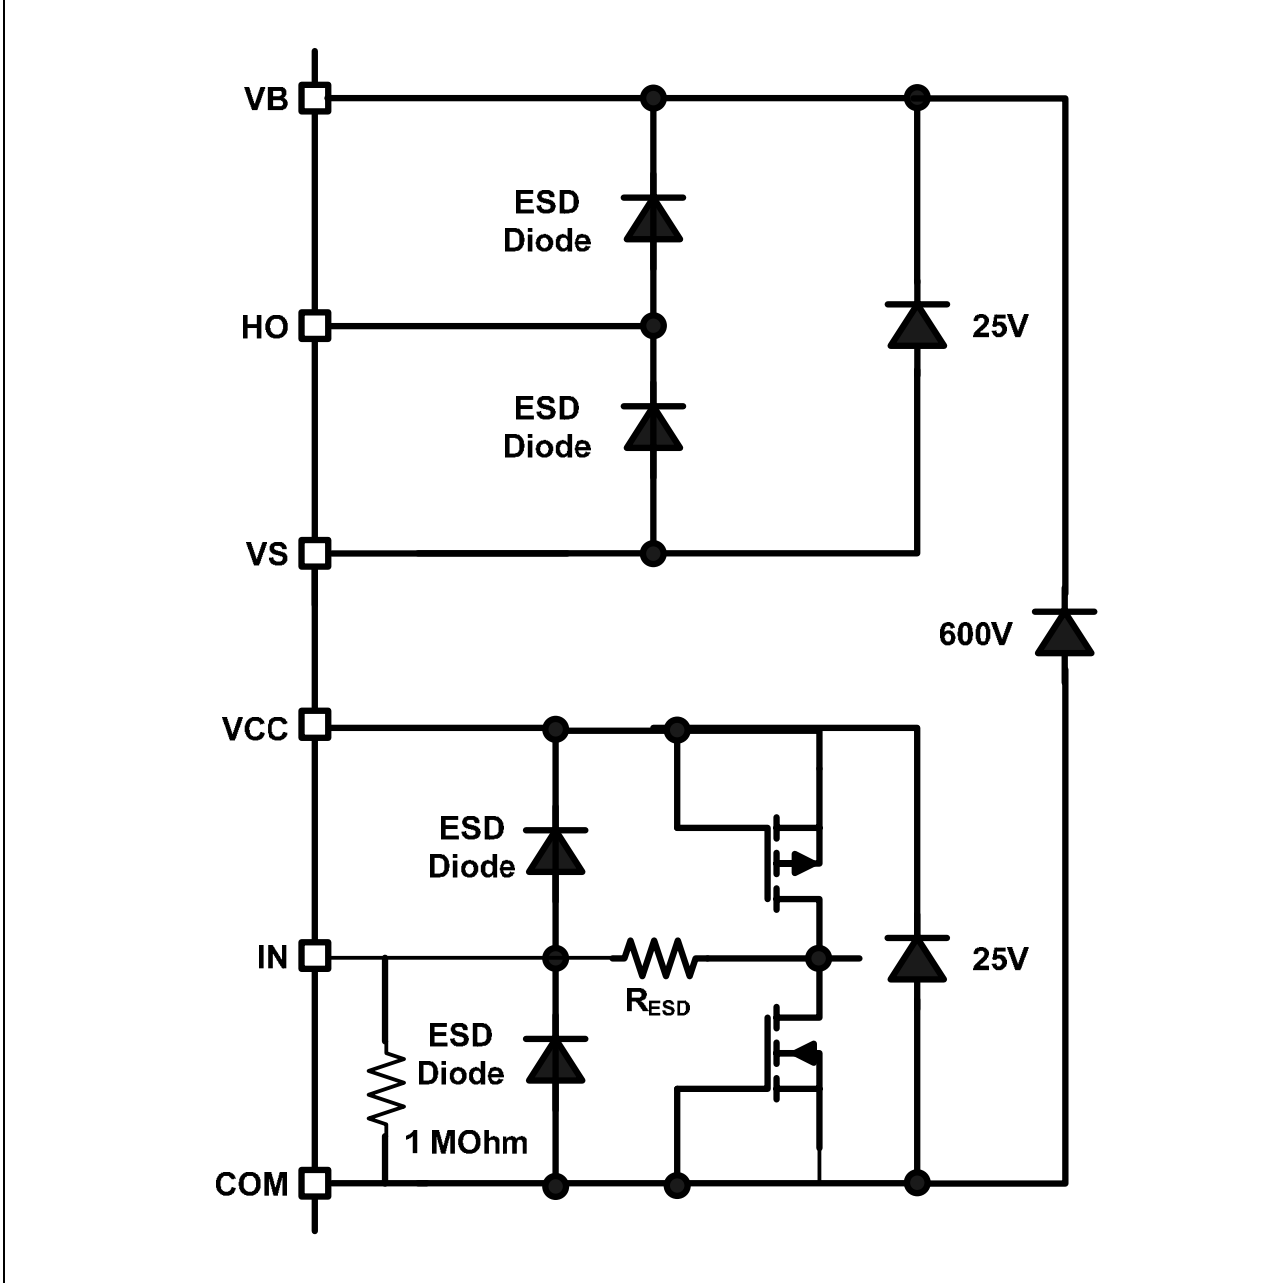 VB
ESD
Diode
HO
25V
ESD
Diode
VS
600V
VCC
ESD
Diode
IN
25V
RESD
ESD
Diode
1 MOhm
COM